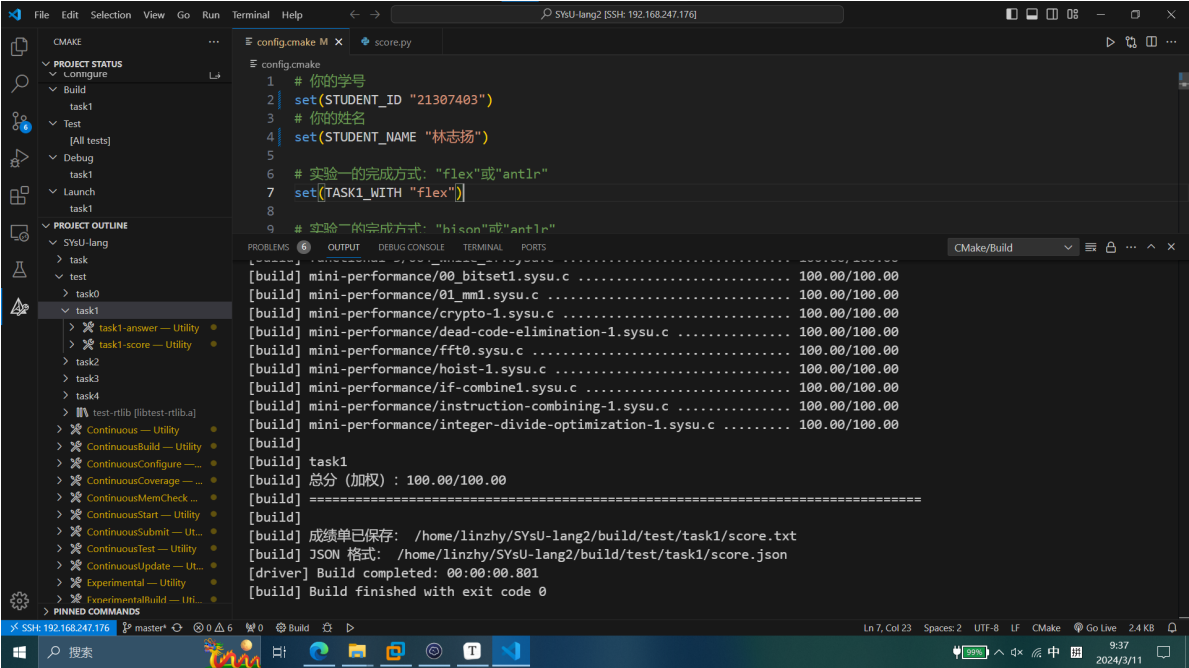 File Edit Selection View Go Run Terminal Help
SYsU-lang2 [SSH: 192.168.247.176]
CMAKE
config.cmake M
score.py
PROJECT STATUS
config.cmake
Configure
Build
task1
Test
[All tests]
Debug
task1
Launch
task1
1 # 你的学号
2 set(STUDENT_ID "21307403")
3 # 你的姓名
4 set(STUDENT_NAME "林志扬")
5
6 # 实验一的完成方式："flex"或"antlr"
7 set(TASK1_WITH "flex")
8
9 # 实验二的完成方式："bison"或"antlr"
PROJECT OUTLINE
SYsU-lang
task
test
task0
task1
task1-answer — Utility
task1-score — Utility
task2
task3
task4
test-rtlib [libtest-rtlib.a]
Continuous — Utility
ContinuousBuild — Utility
ContinuousConfigure —...
ContinuousCoverage —...
ContinuousMemCheck ...
ContinuousStart — Utility
ContinuousSubmit — Ut...
ContinuousTest — Utility
ContinuousUpdate — Ut...
Experimental — Utility
ExperimentalBuild — Uti...
PINNED COMMANDS
PROBLEMS 6 OUTPUT DEBUG CONSOLE TERMINAL PORTS
CMake/Build
[build] mini-performance/00_bitset1.sysu.c ............................ 100.00/100.00
[build] mini-performance/01_mm1.sysu.c ................................ 100.00/100.00
[build] mini-performance/crypto-1.sysu.c .............................. 100.00/100.00
[build] mini-performance/dead-code-elimination-1.sysu.c ............... 100.00/100.00
[build] mini-performance/fft0.sysu.c .................................. 100.00/100.00
[build] mini-performance/hoist-1.sysu.c ............................... 100.00/100.00
[build] mini-performance/if-combine1.sysu.c ........................... 100.00/100.00
[build] mini-performance/instruction-combining-1.sysu.c ............... 100.00/100.00
[build] mini-performance/integer-divide-optimization-1.sysu.c ......... 100.00/100.00
[build]
[build] task1
[build] 总分（加权）: 100.00/100.00
[build] ================================================================================
[build]
[build] 成绩单已保存： /home/linzhy/SYsU-lang2/build/test/task1/score.txt
[build] JSON 格式： /home/linzhy/SYsU-lang2/build/test/task1/score.json
[driver] Build completed: 00:00:00.801
[build] Build finished with exit code 0
SSH: 192.168.247.176 master* 0 6 0 Build
Ln 7, Col 23 Spaces: 2 UTF-8 LF CMake Go Live 2.4 KB
搜索
99% 中 9:37
2024/3/11